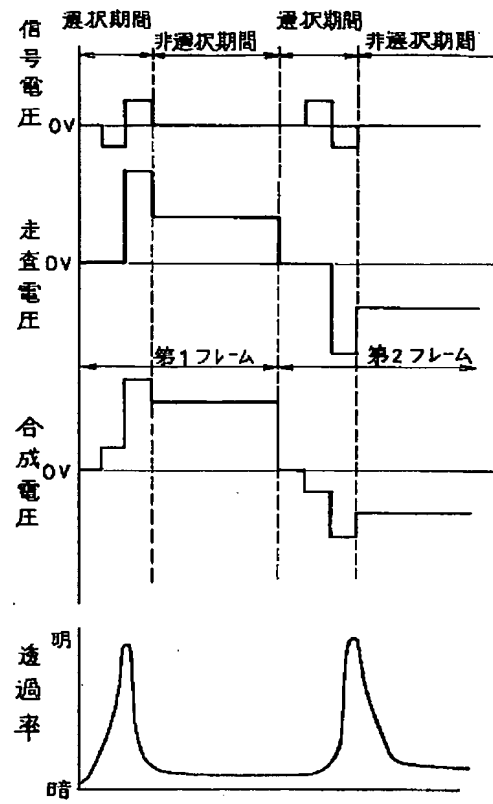 選択期間
非選択期間
選択期間
非選択期間
信号電圧
0V
走査電圧
0V
第1フレーム
第2フレーム
合成電圧
0V
透過率
明
暗